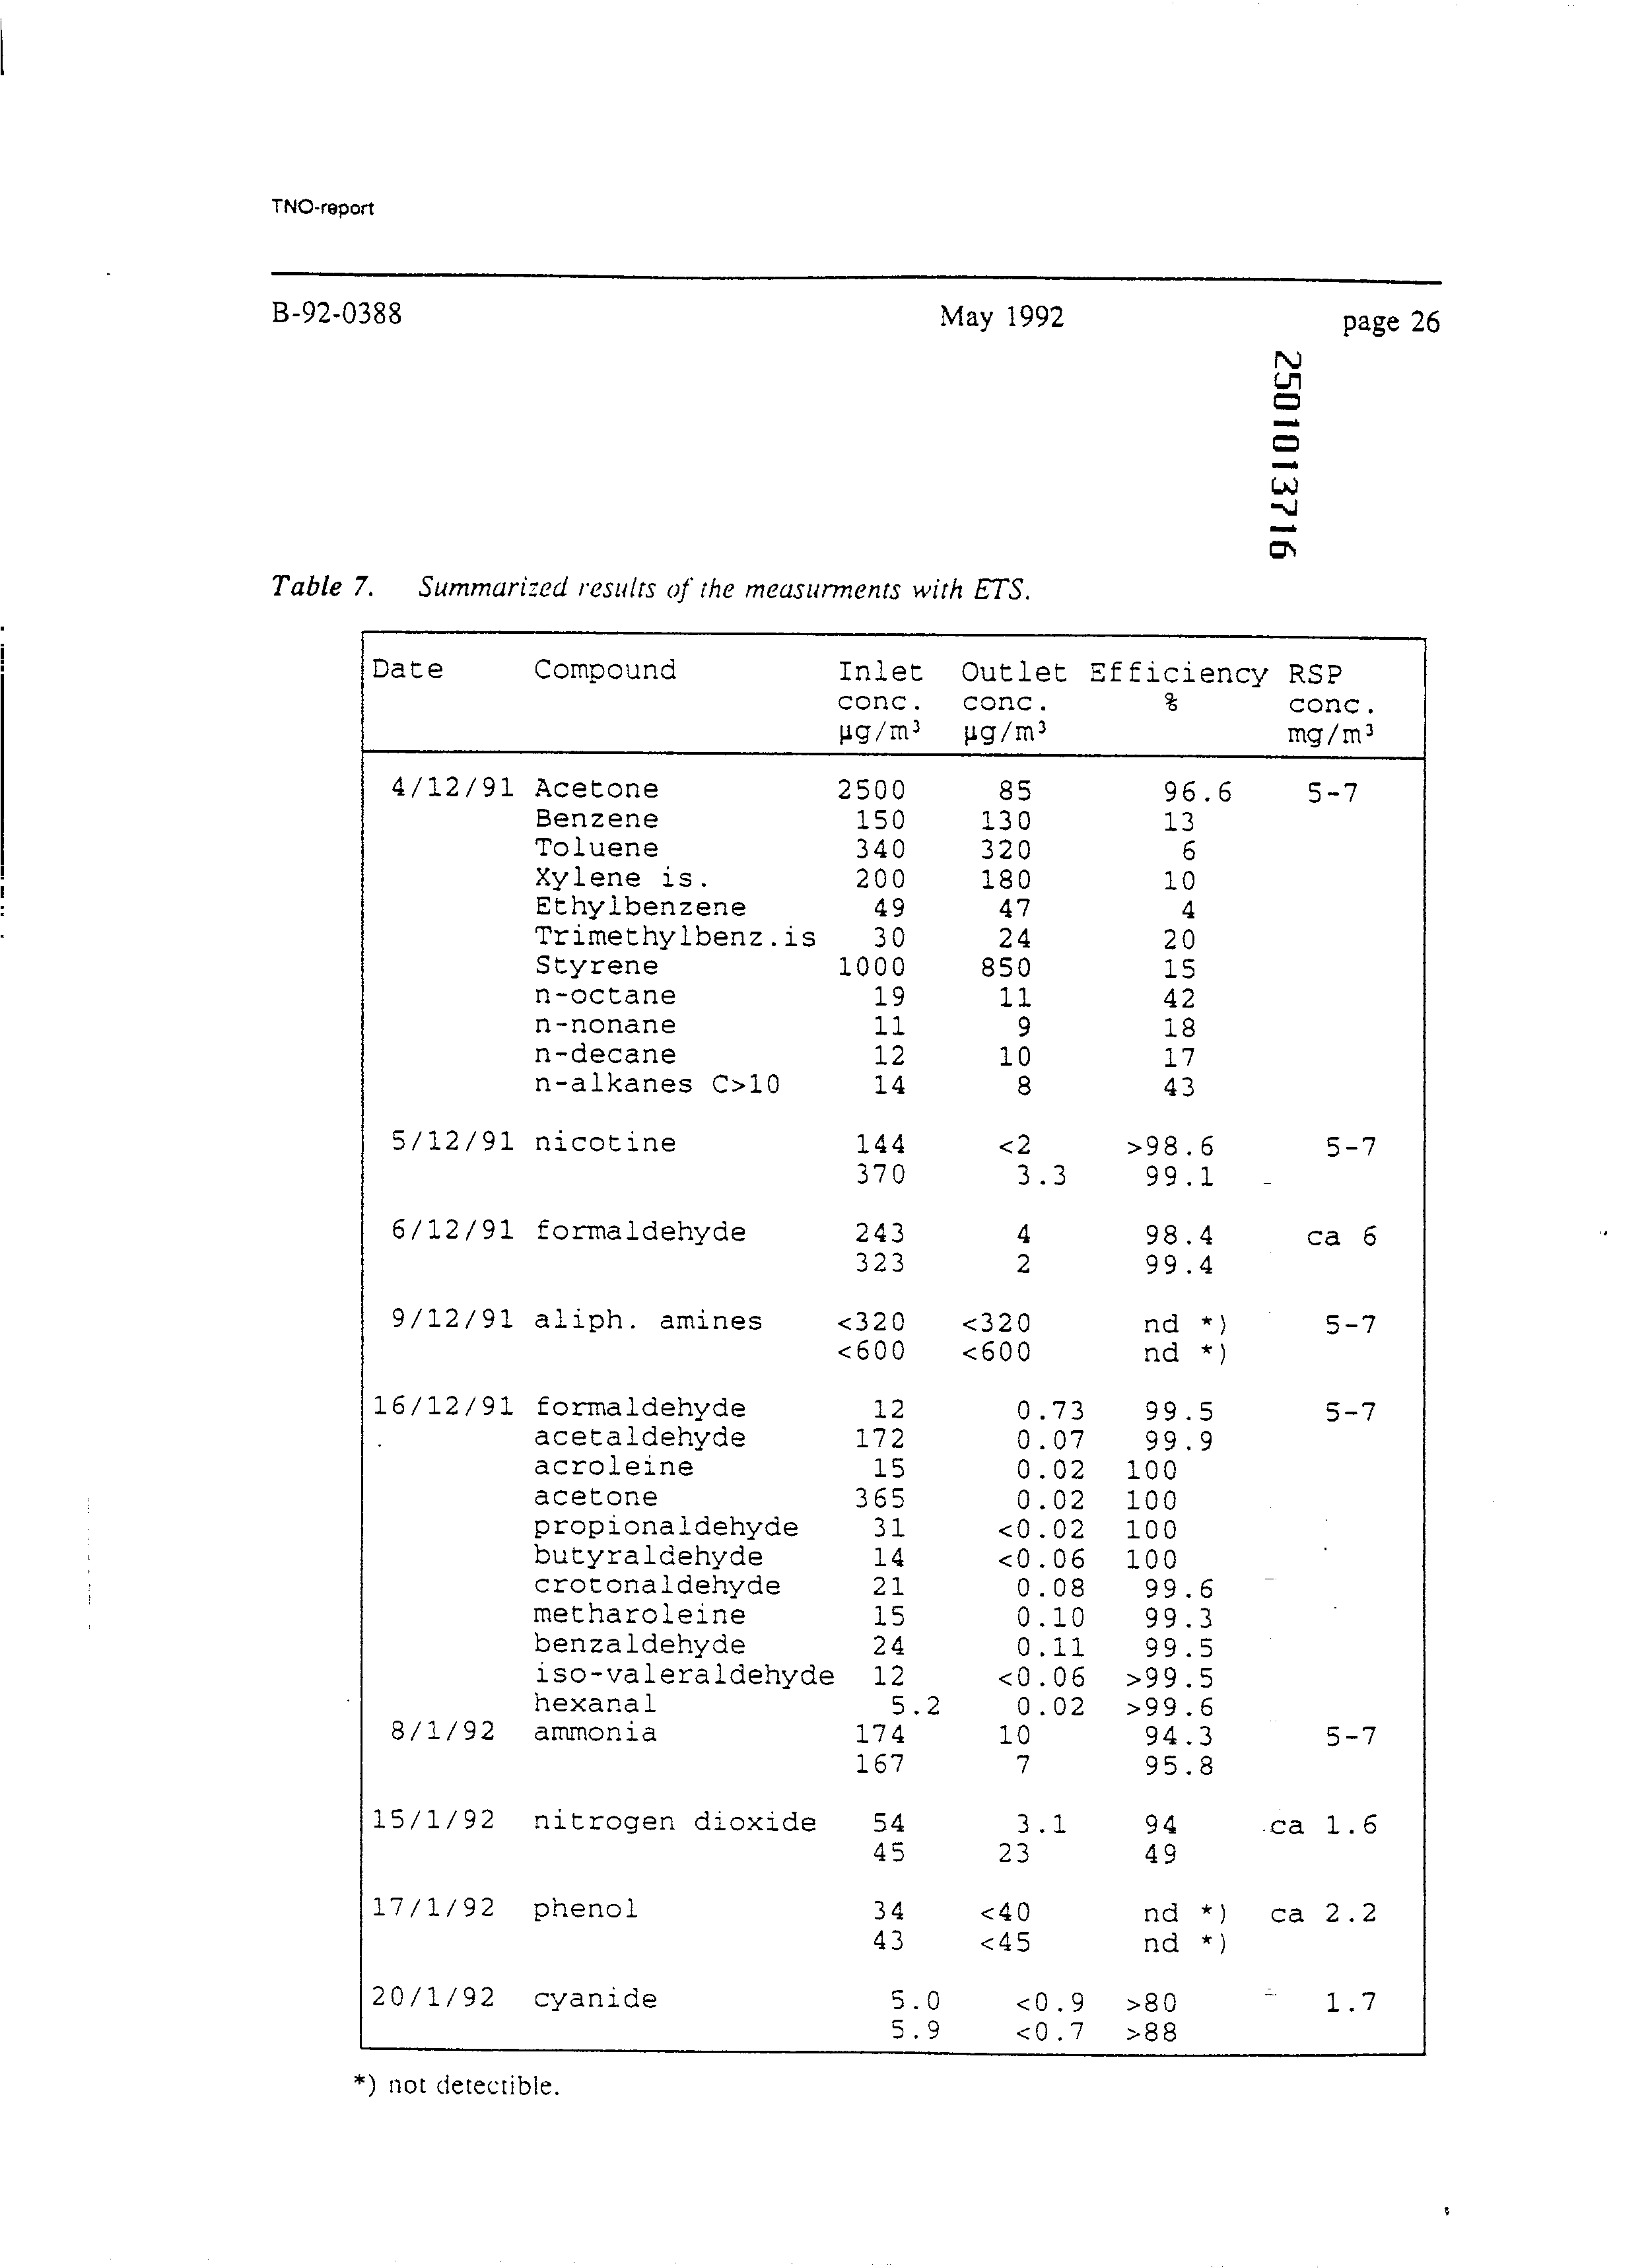 TNO-report
B-92-0388 May 1992 page 26
2501013716
Table 7. Summarized results of the measurments with ETS.
Date Compound Inlet Outlet Efficiency RSP
conc. conc. % conc.
µg/m³ µg/m³ mg/m³
4/12/91 Acetone 2500 85 96.6 5-7
Benzene 150 130 13
Toluene 340 320 6
Xylene is. 200 180 10
Ethylbenzene 49 47 4
Trimethylbenz.is 30 24 20
Styrene 1000 850 15
n-octane 19 11 42
n-nonane 11 9 18
n-decane 12 10 17
n-alkanes C>10 14 8 43
5/12/91 nicotine 144 <2 >98.6 5-7
370 3.3 99.1
6/12/91 formaldehyde 243 4 98.4 ca 6
323 2 99.4
9/12/91 aliph. amines <320 <320 nd *) 5-7
<600 <600 nd *)
16/12/91 formaldehyde 12 0.73 99.5 5-7
acetaldehyde 172 0.07 99.9
acroleine 15 0.02 100
acetone 365 0.02 100
propionaldehyde 31 <0.02 100
butyraldehyde 14 <0.06 100
crotonaldehyde 21 0.08 99.6
metharoleine 15 0.10 99.3
benzaldehyde 24 0.11 99.5
iso-valeraldehyde 12 <0.06 >99.5
hexanal 5.2 0.02 >99.6
8/1/92 ammonia 174 10 94.3 5-7
167 7 95.8
15/1/92 nitrogen dioxide 54 3.1 94 ca 1.6
45 23 49
17/1/92 phenol 34 <40 nd *) ca 2.2
43 <45 nd *)
20/1/92 cyanide 5.0 <0.9 >80 1.7
5.9 <0.7 >88
*) not detectible.